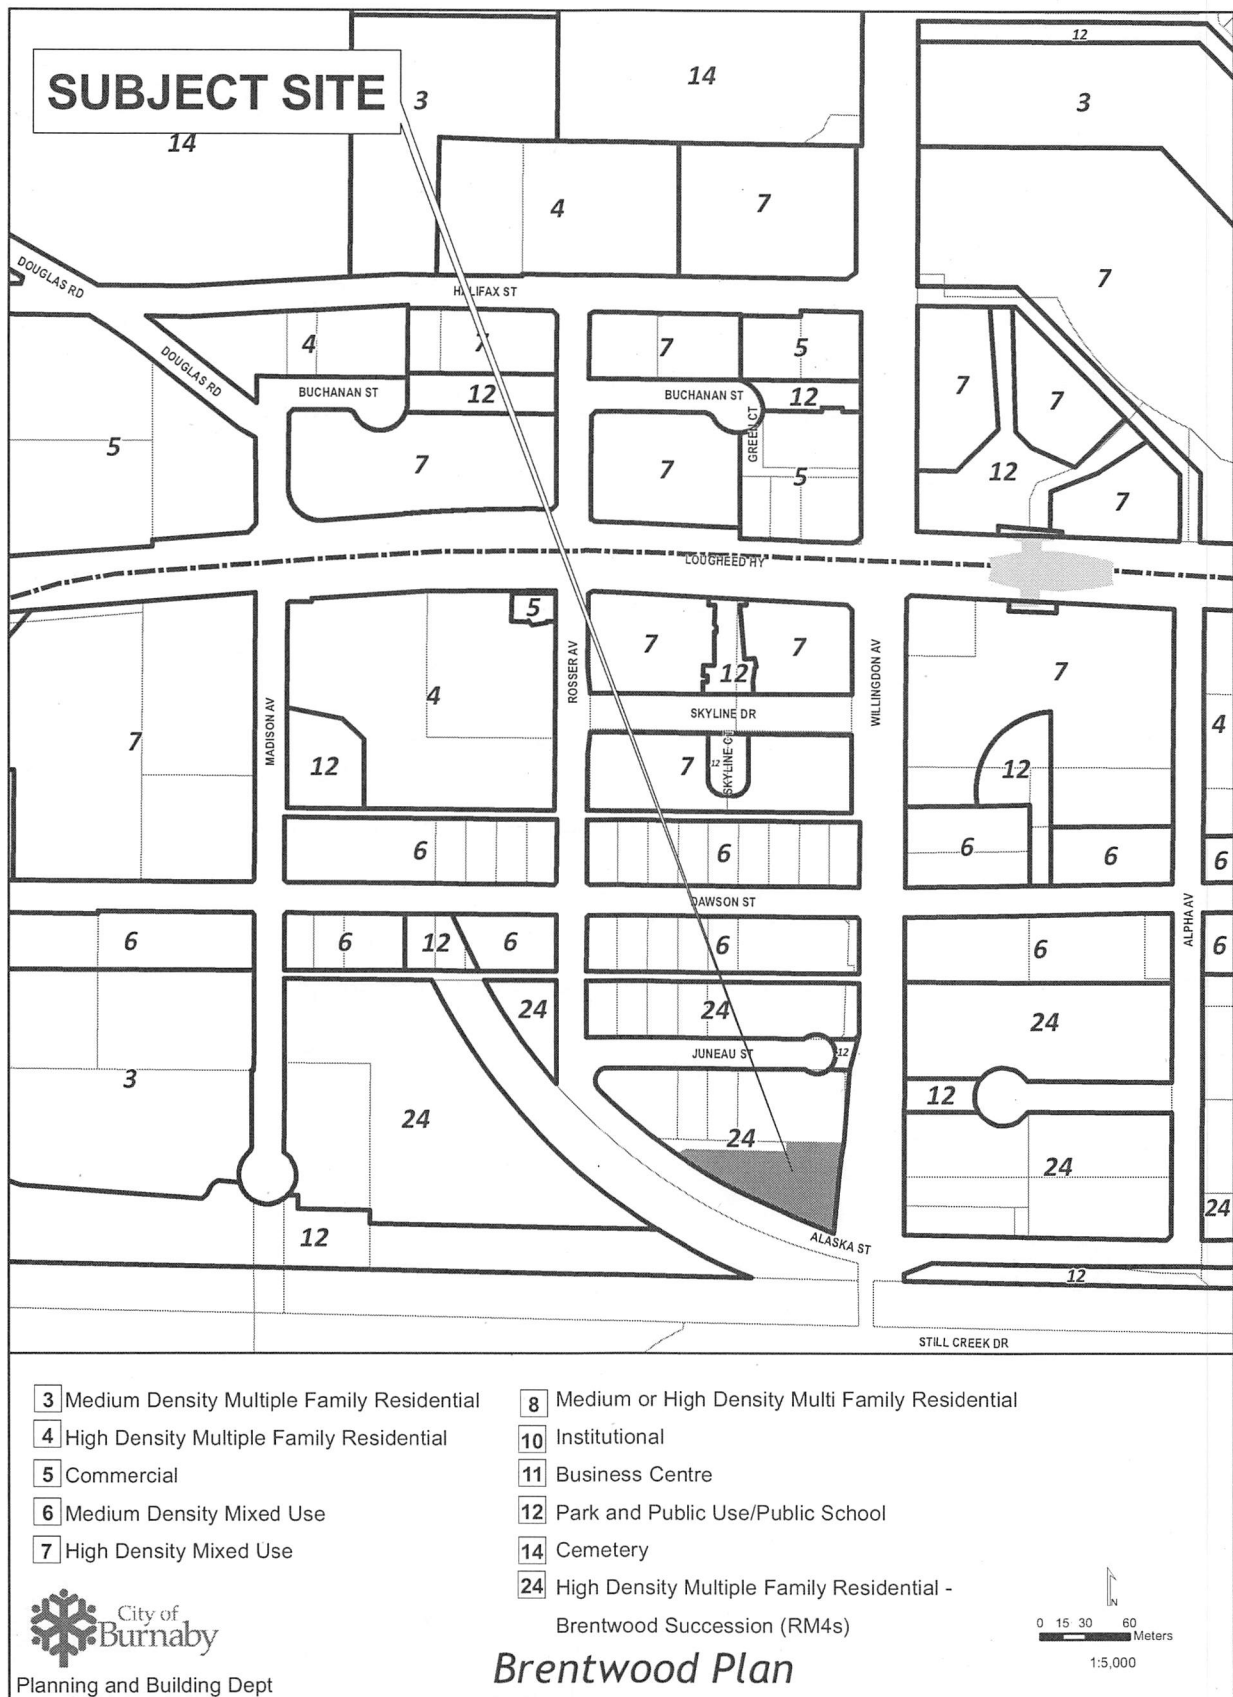 12
SUBJECT SITE
3
14
3
14
4
7
7
DOUGLAS RD
HALIFAX ST
4
7
7
5
DOUGLAS RD
BUCHANAN ST
12
BUCHANAN ST
12
7
7
GREEN CT
5
7
7
5
12
7
LOUGHEED HY
5
7
12
7
7
ROSSER AV
WILLINGDON AV
4
SKYLINE DR
4
MADISON AV
7
12
7
12
SKYLINE CT
12
6
6
6
6
6
DAWSON ST
ALPHA AV
6
6
12
6
6
6
6
24
24
24
JUNEAU ST
12
3
12
24
24
24
24
12
ALASKA ST
12
STILL CREEK DR
3 Medium Density Multiple Family Residential
4 High Density Multiple Family Residential
5 Commercial
6 Medium Density Mixed Use
7 High Density Mixed Use
8 Medium or High Density Multi Family Residential
10 Institutional
11 Business Centre
12 Park and Public Use/Public School
14 Cemetery
24 High Density Multiple Family Residential -
Brentwood Succession (RM4s)
City of
Burnaby
Planning and Building Dept
Brentwood Plan
N
0 15 30 60
Meters
1:5,000